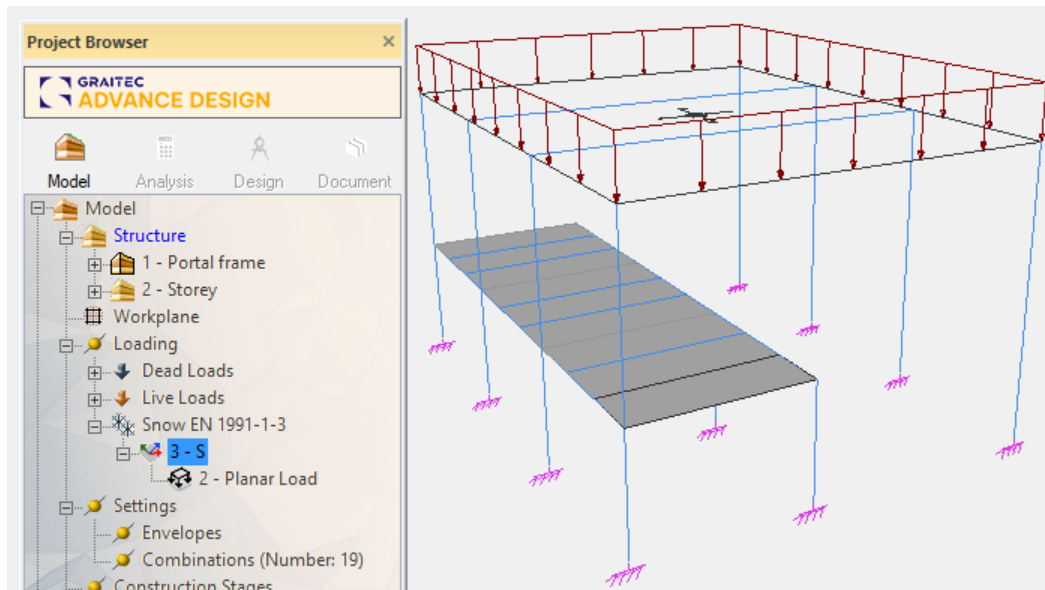 Project Browser
GRAITEC
ADVANCE DESIGN
Model Analysis Design Document
Model
Structure
1 - Portal frame
2 - Storey
Workplane
Loading
Dead Loads
Live Loads
Snow EN 1991-1-3
3 - S
2 - Planar Load
Settings
Envelopes
Combinations (Number: 19)
Construction Stages